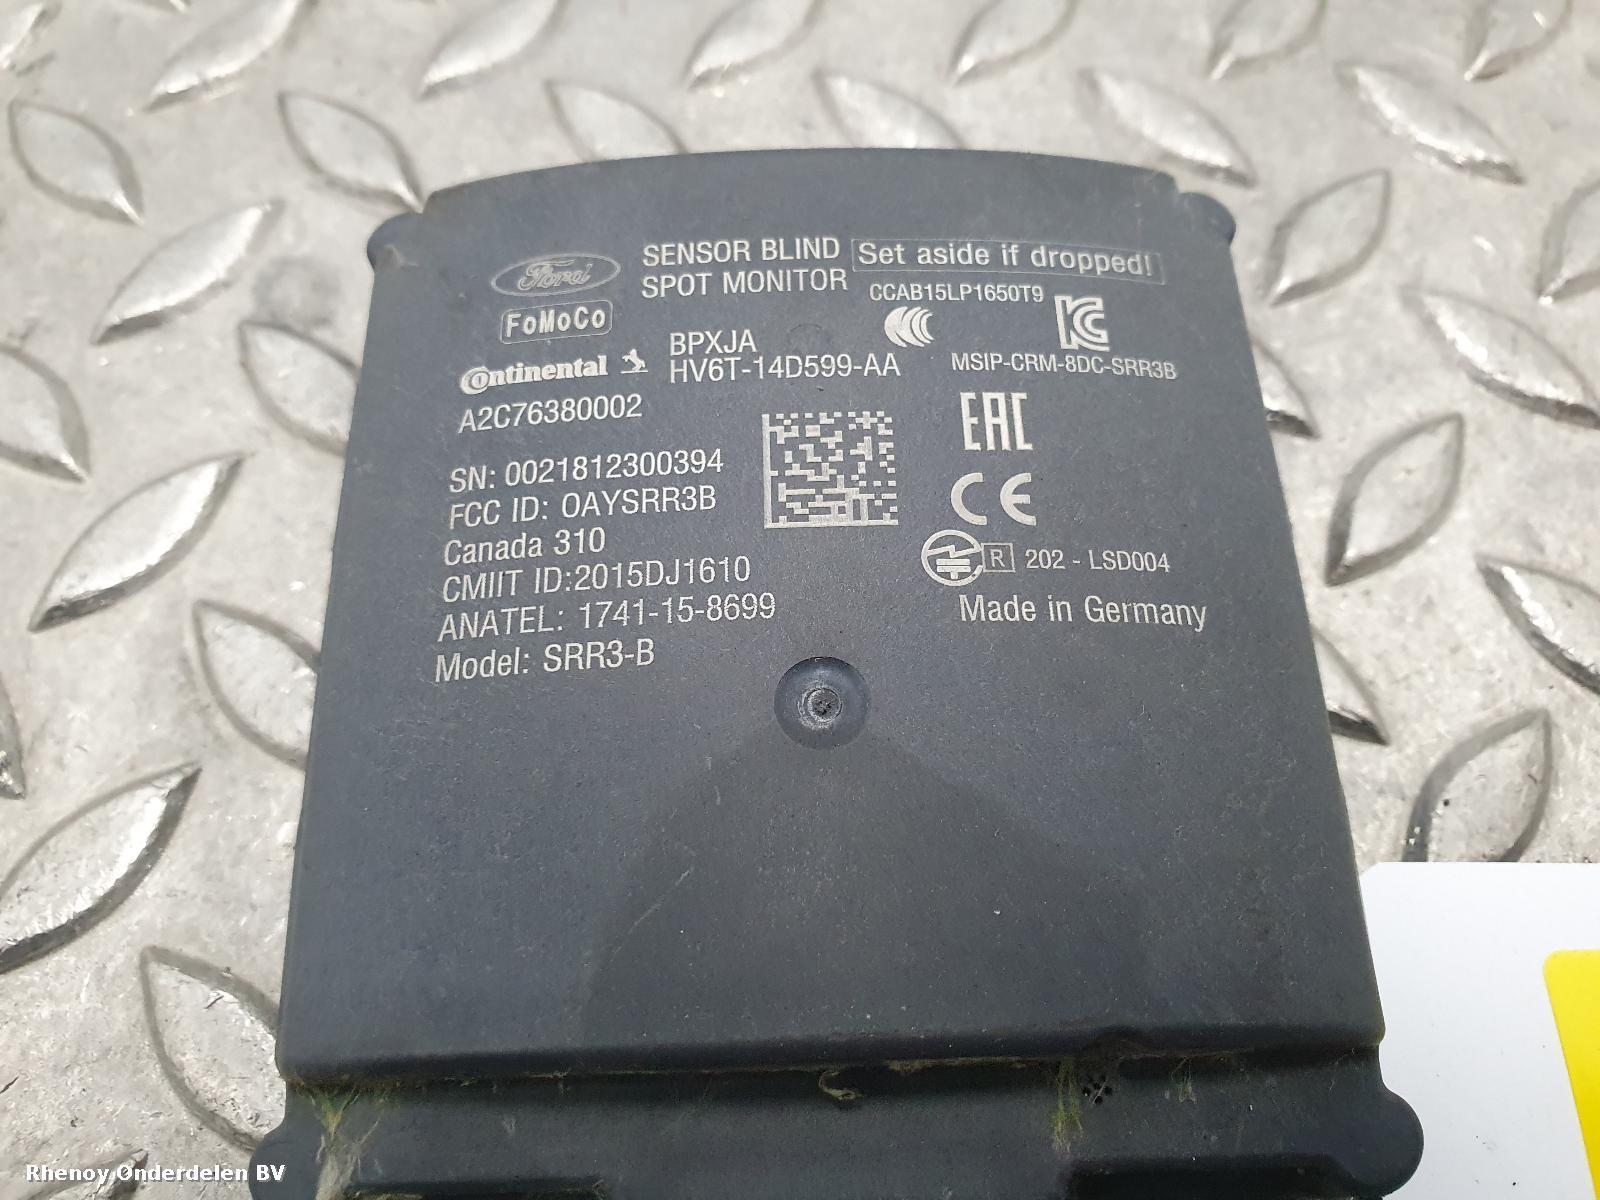 Ford
FoMoCo
SENSOR BLIND
SPOT MONITOR
Set aside if dropped!
CCAB15LP1650T9
BPXJA
HV6T-14D599-AA
MSIP-CRM-8DC-SRR3B
Continental
A2C76380002
EAC
SN: 0021812300394
FCC ID: OAYSRR3B
CE
Canada 310
R 202 - LSD004
CMIIT ID:2015DJ1610
ANATEL: 1741-15-8699
Made in Germany
Model: SRR3-B
Rhenoy Onderdelen BV